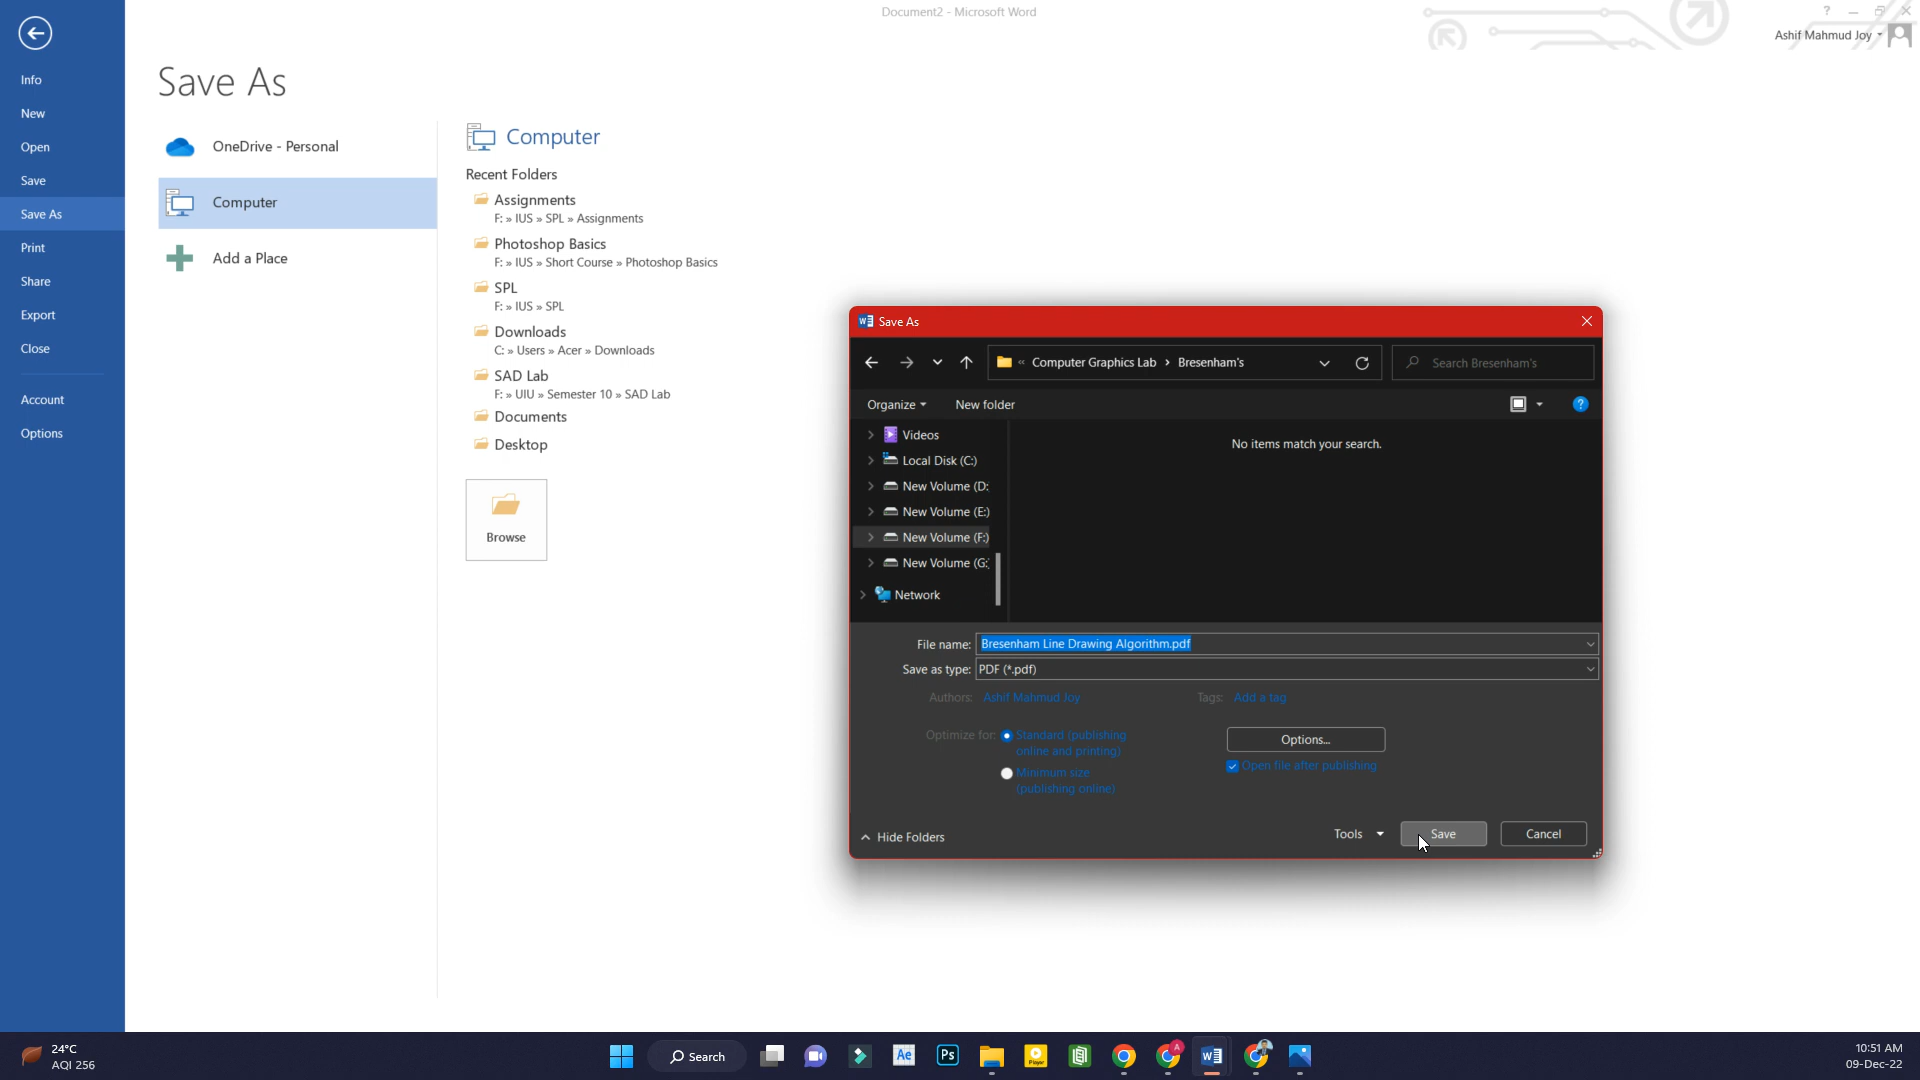 Document2 - Microsoft Word
?
Ashif Mahmud Joy
Info
New
Open
Save
Save As
Print
Share
Export
Close
Account
Options
Save As
OneDrive - Personal
Computer
Add a Place
Computer
Recent Folders
Assignments
F: » IUS » SPL » Assignments
Photoshop Basics
F: » IUS » Short Course » Photoshop Basics
SPL
F: » IUS » SPL
Downloads
C: » Users » Acer » Downloads
SAD Lab
F: » UIU » Semester 10 » SAD Lab
Documents
Desktop
Browse
Save As
« Computer Graphics Lab › Bresenham's
Search Bresenham's
Organize
New folder
?
Videos
Local Disk (C:)
New Volume (D:
New Volume (E:)
New Volume (F:)
New Volume (G:
Network
No items match your search.
File name: Bresenham Line Drawing Algorithm.pdf
Save as type: PDF (*.pdf)
Authors: Ashif Mahmud Joy
Tags: Add a tag
Optimize for: Standard (publishing
online and printing)
Minimum size
(publishing online)
Options...
Open file after publishing
Hide Folders
Tools
Save
Cancel
24°C
AQI 256
Search
Ae
Ps
Player
A
10:51 AM
09-Dec-22